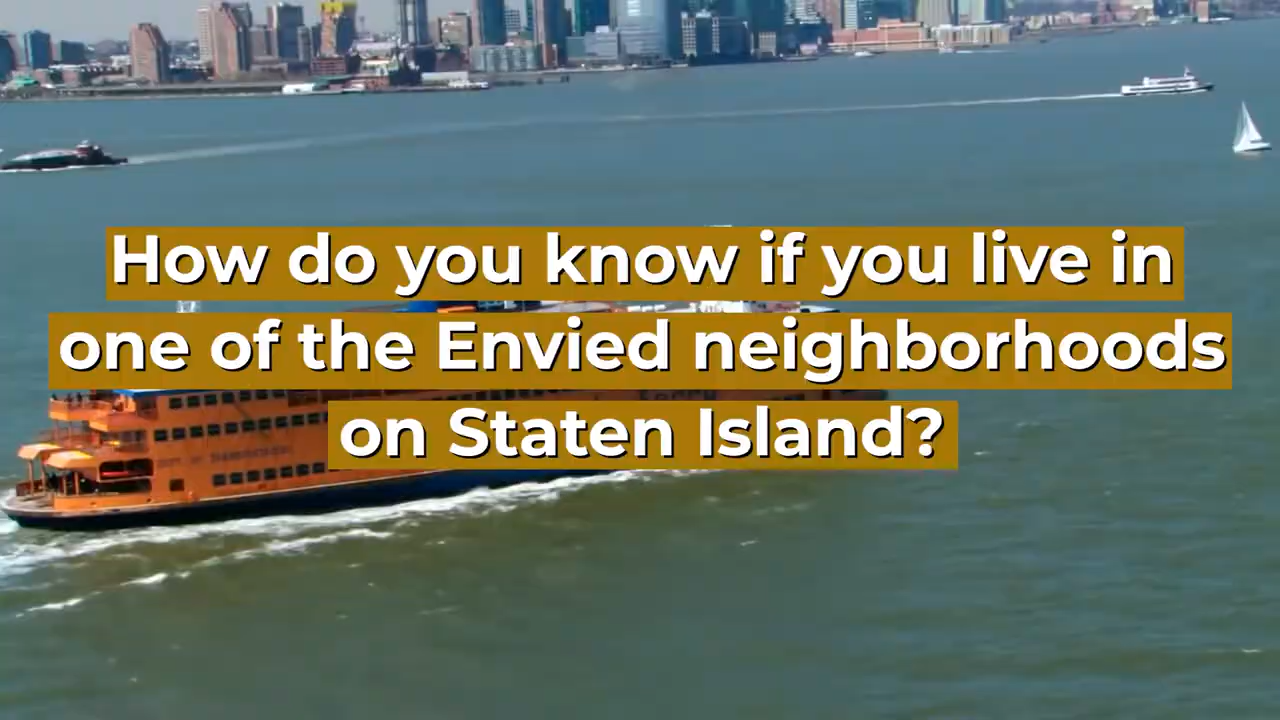 How do you know if you live in
one of the Envied neighborhoods
on Staten Island?